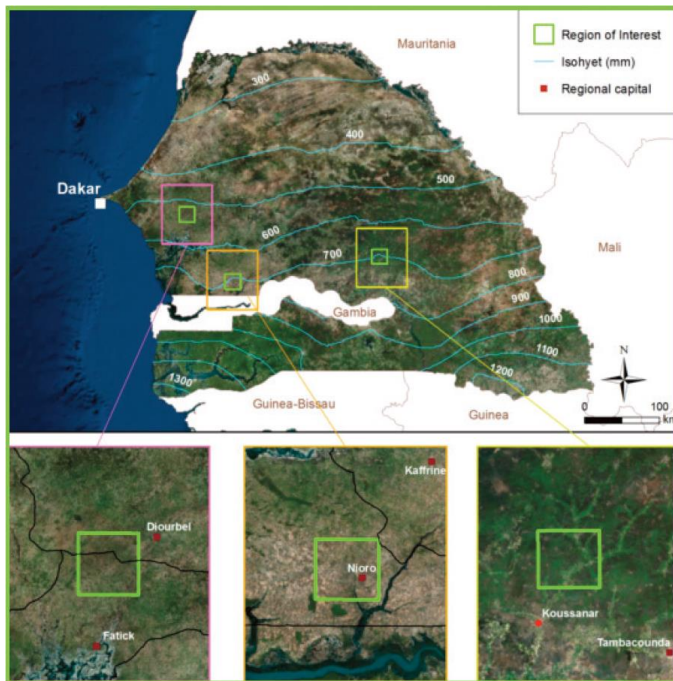 Mauritania
Region of Interest
Isohyet (mm)
Regional capital
300
400
500
Dakar
600
700
Mali
800
900
Gambia
1000
1100
1200
1300
N
Guinea-Bissau
Guinea
0 100
km
Kaffrine
Diourbel
Nioro
Koussanar
Fatick
Tambacounda